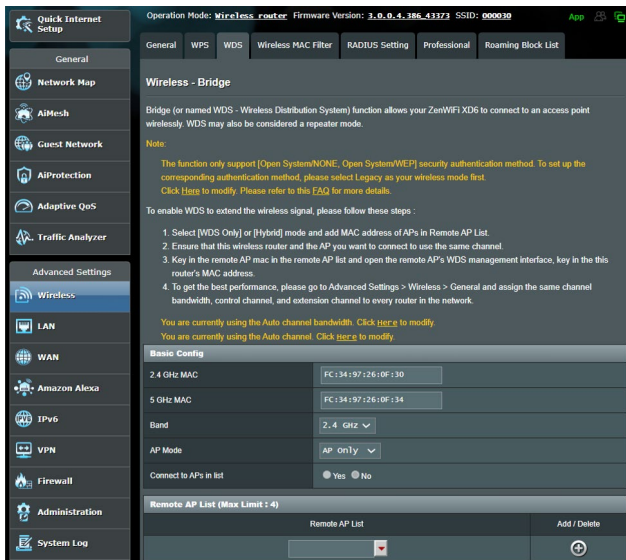 Quick Internet
Setup
Operation Mode: Wireless router Firmware Version: 3.0.0.4.386_43373 SSID: 000030
App
General WPS WDS Wireless MAC Filter RADIUS Setting Professional Roaming Block List
General
Network Map
AiMesh
Guest Network
AiProtection
Adaptive QoS
Traffic Analyzer
Advanced Settings
Wireless
LAN
WAN
Amazon Alexa
IPv6
VPN
Firewall
Administration
System Log
Wireless - Bridge
Bridge (or named WDS - Wireless Distribution System) function allows your ZenWiFi XD6 to connect to an access point
wirelessly. WDS may also be considered a repeater mode.
Note:
The function only support [Open System/NONE, Open System/WEP] security authentication method. To set up the
corresponding authentication method, please select Legacy as your wireless mode first.
Click Here to modify. Please refer to this FAQ for more details.
To enable WDS to extend the wireless signal, please follow these steps :
1. Select [WDS Only] or [Hybrid] mode and add MAC address of APs in Remote AP List.
2. Ensure that this wireless router and the AP you want to connect to use the same channel.
3. Key in the remote AP mac in the remote AP list and open the remote AP's WDS management interface, key in the this
router's MAC address.
4. To get the best performance, please go to Advanced Settings > Wireless > General and assign the same channel
bandwidth, control channel, and extension channel to every router in the network.
You are currently using the Auto channel bandwidth. Click Here to modify.
You are currently using the Auto channel. Click Here to modify.
Basic Config
2.4 GHz MAC FC:34:97:26:0F:30
5 GHz MAC FC:34:97:26:0F:34
Band 2.4 GHz
AP Mode AP Only
Connect to APs in list Yes No
Remote AP List (Max Limit : 4)
Remote AP List Add / Delete